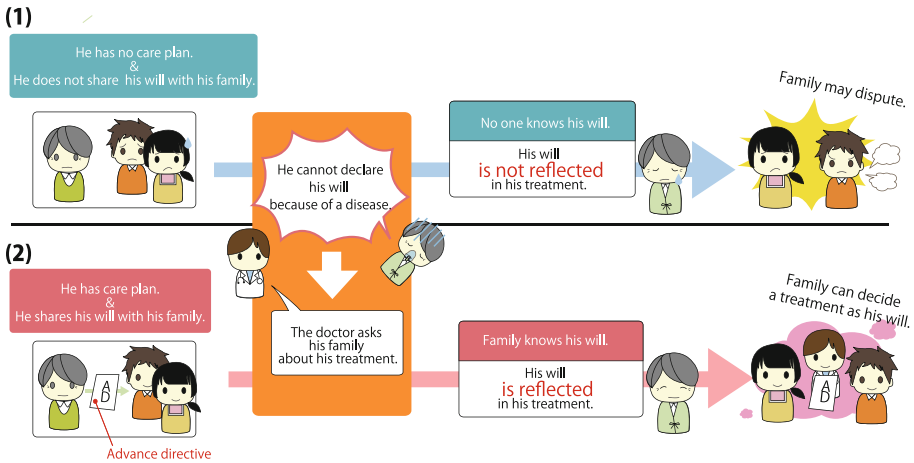 (1)
He has no care plan.
&
He does not share his will with his family.
He cannot declare
his will
because of a disease.
No one knows his will.
His will
is not reflected
in his treatment.
Family may dispute.
(2)
He has care plan.
&
He shares his will with his family.
AD
Advance directive
The doctor asks
his family
about his treatment.
Family knows his will.
His will
is reflected
in his treatment.
Family can decide
a treatment as his will.
AD